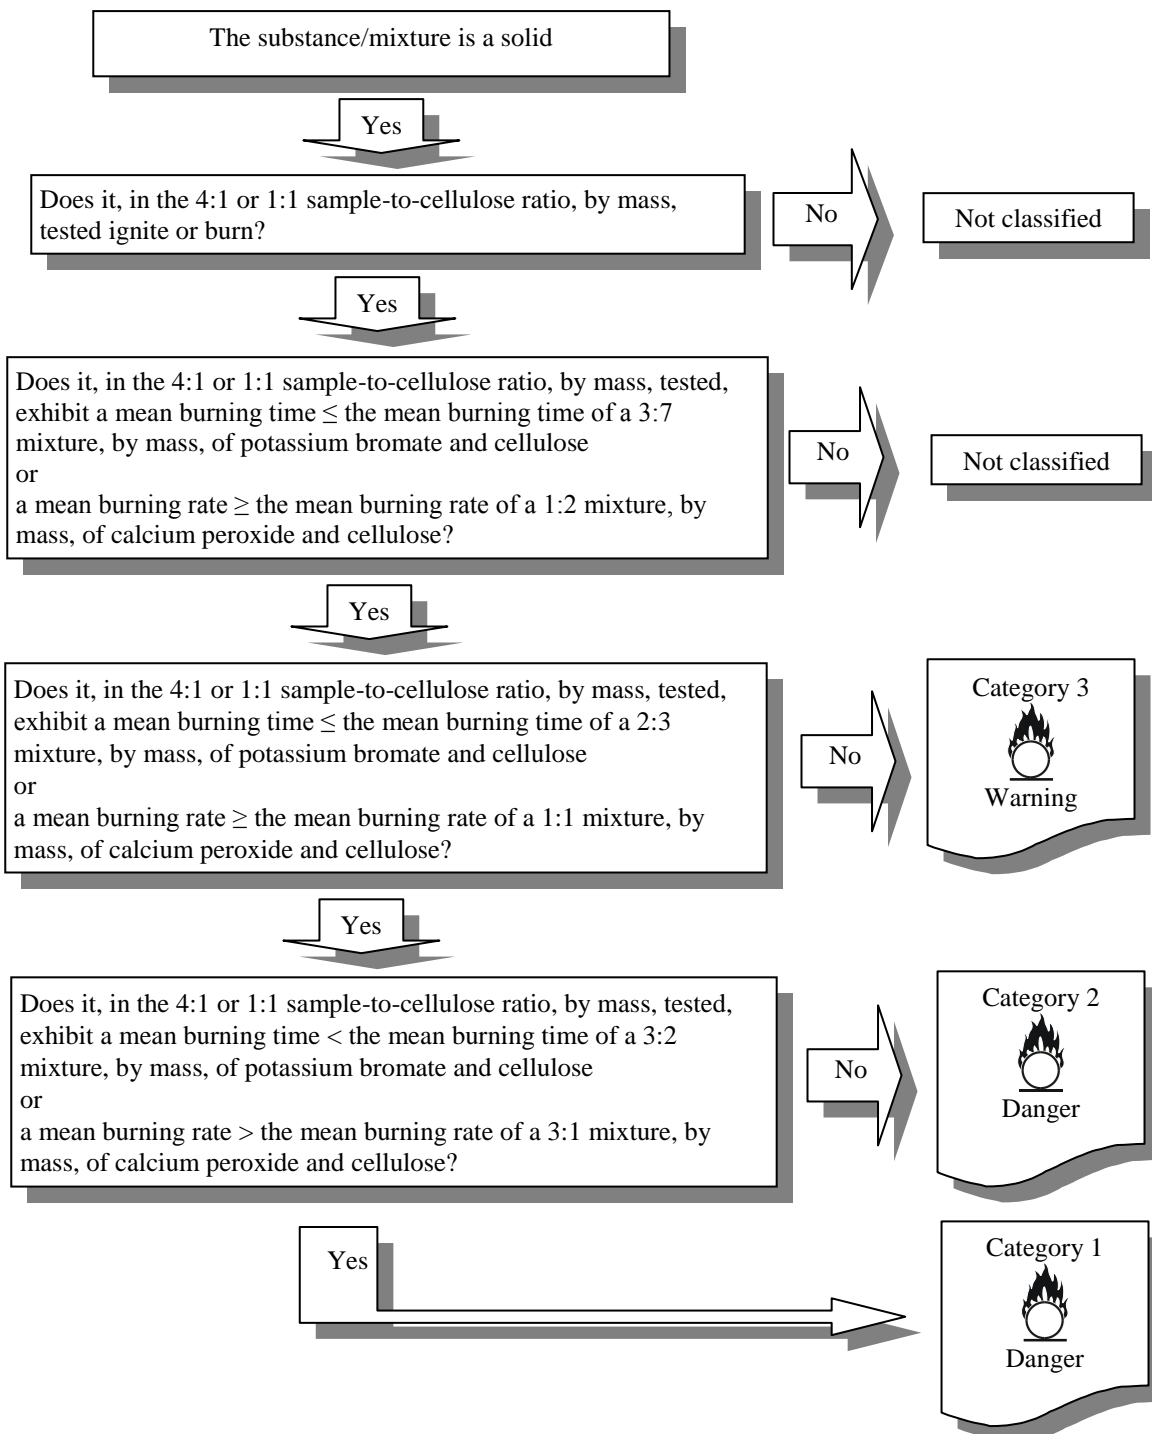 The substance/mixture is a solid
Yes
Does it, in the 4:1 or 1:1 sample-to-cellulose ratio, by mass,
tested ignite or burn?
No
Not classified
Yes
Does it, in the 4:1 or 1:1 sample-to-cellulose ratio, by mass, tested,
exhibit a mean burning time ≤ the mean burning time of a 3:7
mixture, by mass, of potassium bromate and cellulose
or
a mean burning rate ≥ the mean burning rate of a 1:2 mixture, by
mass, of calcium peroxide and cellulose?
No
Not classified
Yes
Does it, in the 4:1 or 1:1 sample-to-cellulose ratio, by mass, tested,
exhibit a mean burning time ≤ the mean burning time of a 2:3
mixture, by mass, of potassium bromate and cellulose
or
a mean burning rate ≥ the mean burning rate of a 1:1 mixture, by
mass, of calcium peroxide and cellulose?
No
Category 3
Warning
Yes
Does it, in the 4:1 or 1:1 sample-to-cellulose ratio, by mass, tested,
exhibit a mean burning time < the mean burning time of a 3:2
mixture, by mass, of potassium bromate and cellulose
or
a mean burning rate > the mean burning rate of a 3:1 mixture, by
mass, of calcium peroxide and cellulose?
No
Category 2
Danger
Yes
Category 1
Danger